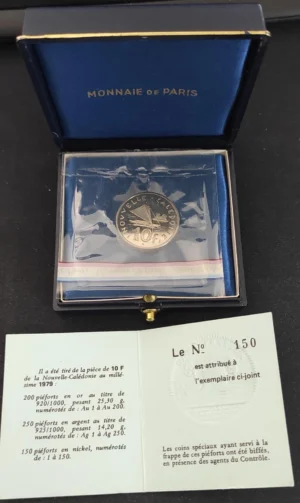 MONNAIE DE PARIS
NOUVELLE-CALEDONIE
10F
Il a été tiré de la pièce de 10 F
de la Nouvelle-Calédonie au millé-
sime 1979 :
200 piéforts en or au titre de
920/1000, pesant 25,30 g,
numérotés de : Au 1 à Au 200.
250 piéforts en argent au titre de
925/1000, pesant 14,20 g,
numérotés de : Ag 1 à Ag 250.
150 piéforts en nickel, numérotés
de : 1 à 150.
Le Nº 150
est attribué à
l'exemplaire ci-joint
Les coins spéciaux ayant servi à la
frappe de ces piéforts ont été biffés,
en présence des agents du Contrôle.